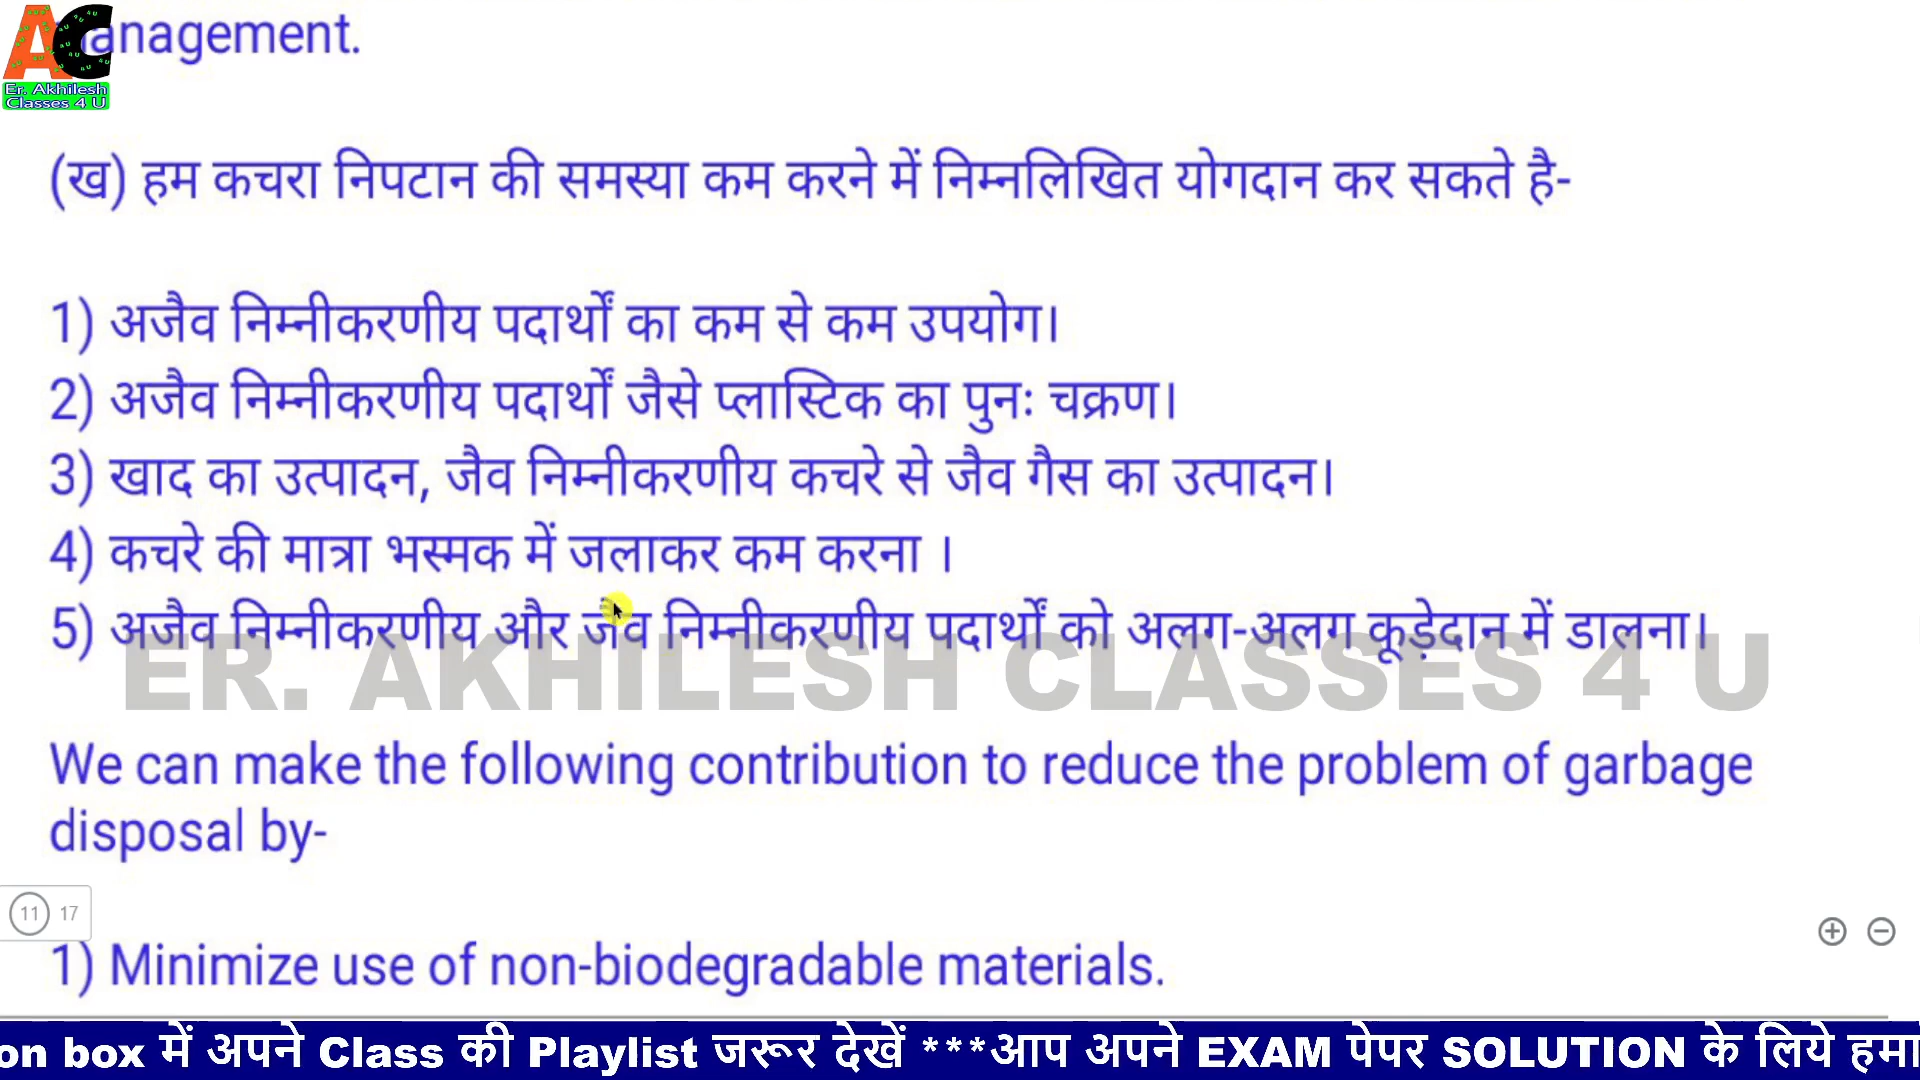 AC
Er. Akhilesh
Classes 4 U
anagement.
(ख) हम कचरा निपटान की समस्या कम करने में निम्नलिखित योगदान कर सकते है-
1) अजैव निम्नीकरणीय पदार्थों का कम से कम उपयोग।
2) अजैव निम्नीकरणीय पदार्थों जैसे प्लास्टिक का पुनः चक्रण।
3) खाद का उत्पादन, जैव निम्नीकरणीय कचरे से जैव गैस का उत्पादन।
4) कचरे की मात्रा भस्मक में जलाकर कम करना ।
5) अजैव निम्नीकरणीय और जैव निम्नीकरणीय पदार्थों को अलग-अलग कूड़ेदान में डालना।
ER. AKHILESH CLASSES 4 U
We can make the following contribution to reduce the problem of garbage
disposal by-
11 17
1) Minimize use of non-biodegradable materials.
on box में अपने Class की Playlist जरूर देखें ***आप अपने EXAM पेपर SOLUTION के लिये हमा